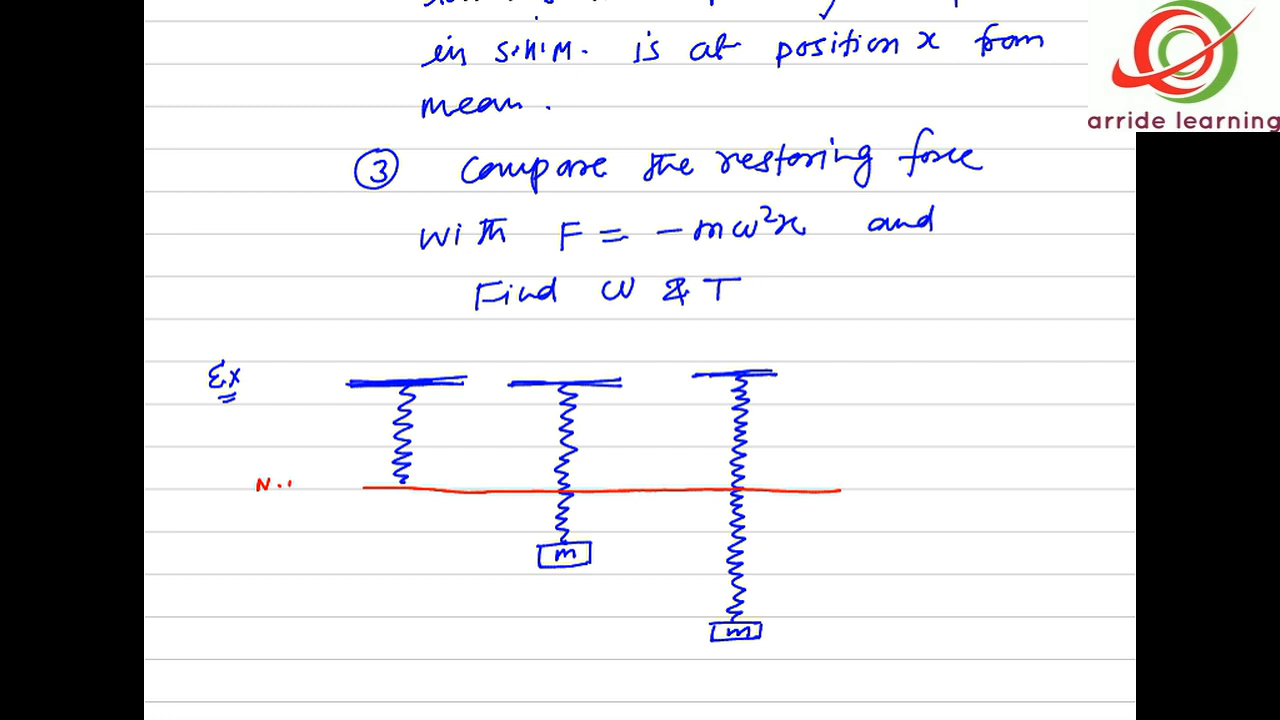 in S.H.M. is at position x from
arride learning
mean.
③ Compare the restoring force
with F = -mω²x and
Find ω & T
Ex
N..
m
m